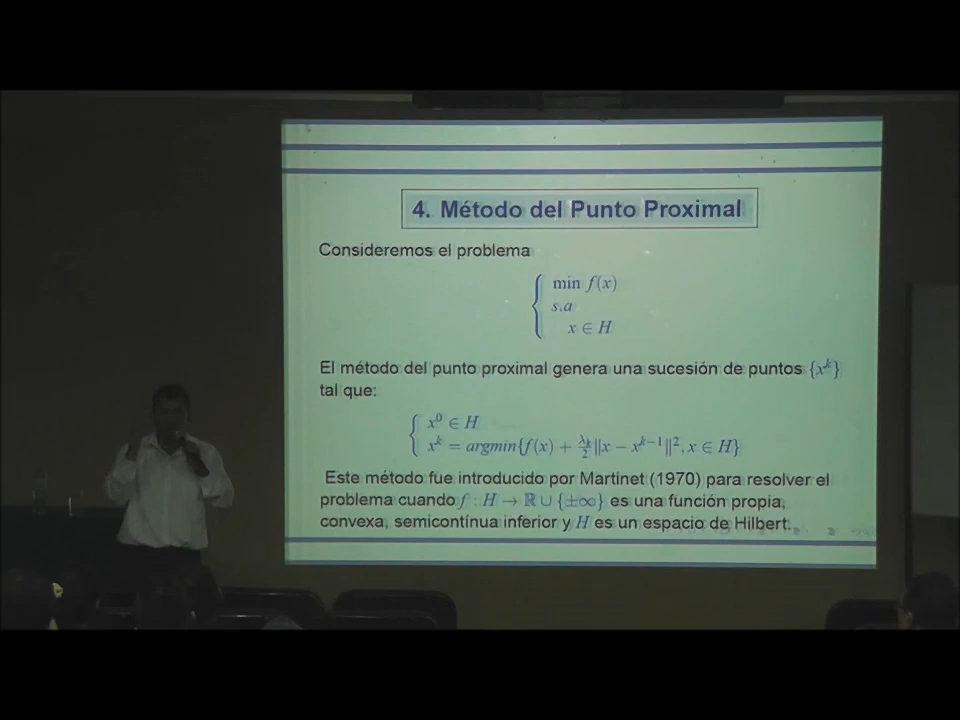 4. Método del Punto Proximal
Consideremos el problema
min f(x)
s.a
x ∈ H
El método del punto proximal genera una sucesión de puntos {x^k}
tal que:
x^0 ∈ H
x^k = argmin{f(x) + λ_k/2 ||x − x^{k−1}||^2, x ∈ H}
Este método fue introducido por Martinet (1970) para resolver el
problema cuando f : H → ℝ ∪ {±∞} es una función propia,
convexa, semicontínua inferior y H es un espacio de Hilbert.